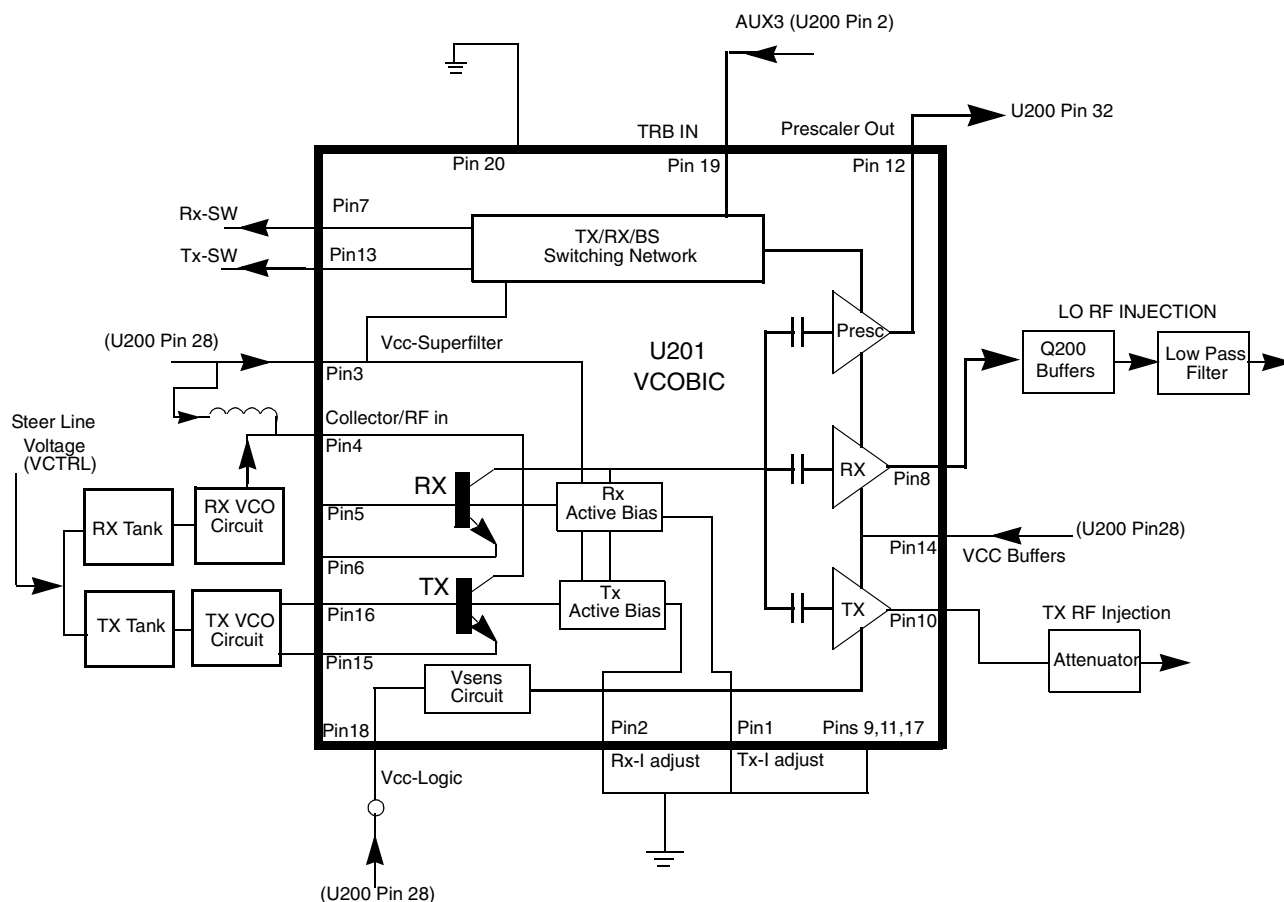 AUX3 (U200 Pin 2)
U200 Pin 32
TRB IN
Prescaler Out
Pin 20
Pin 19
Pin 12
Rx-SW
Pin7
Tx-SW
Pin13
TX/RX/BS
Switching Network
(U200 Pin 28)
Vcc-Superfilter
Pin3
U201
VCOBIC
Presc
LO RF INJECTION
Q200
Buffers
Low Pass
Filter
Steer Line
Voltage
(VCTRL)
Collector/RF in
Pin4
RX
RX
Pin8
RX Tank
RX VCO
Circuit
Pin5
Rx
Active Bias
Pin6
Pin14
(U200 Pin28)
VCC Buffers
TX
Tx
Active Bias
TX
Pin10
TX Tank
TX VCO
Circuit
Pin16
Pin15
TX RF Injection
Attenuator
Vsens
Circuit
Pin18
Pin2
Pin1
Pins 9,11,17
Rx-I adjust
Tx-I adjust
Vcc-Logic
(U200 Pin 28)